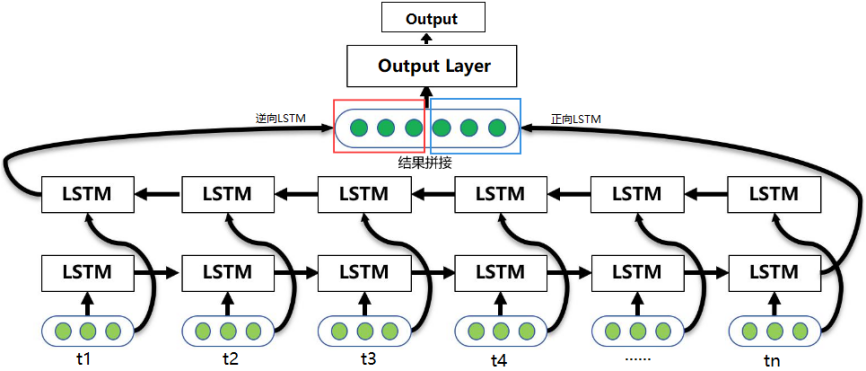 Output
Output Layer
逆向LSTM
正向LSTM
结果拼接
LSTM LSTM LSTM LSTM LSTM LSTM
LSTM LSTM LSTM LSTM LSTM LSTM
t1 t2 t3 t4 ...... tn